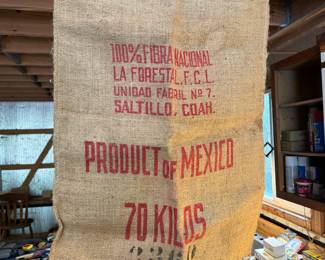 100% FIBRA NACIONAL
LA FORESTAL, F.C.L.
UNIDAD FABRIL Nº 7.
SALTILLO, COAH.
PRODUCT OF MEXICO
70 KILOS